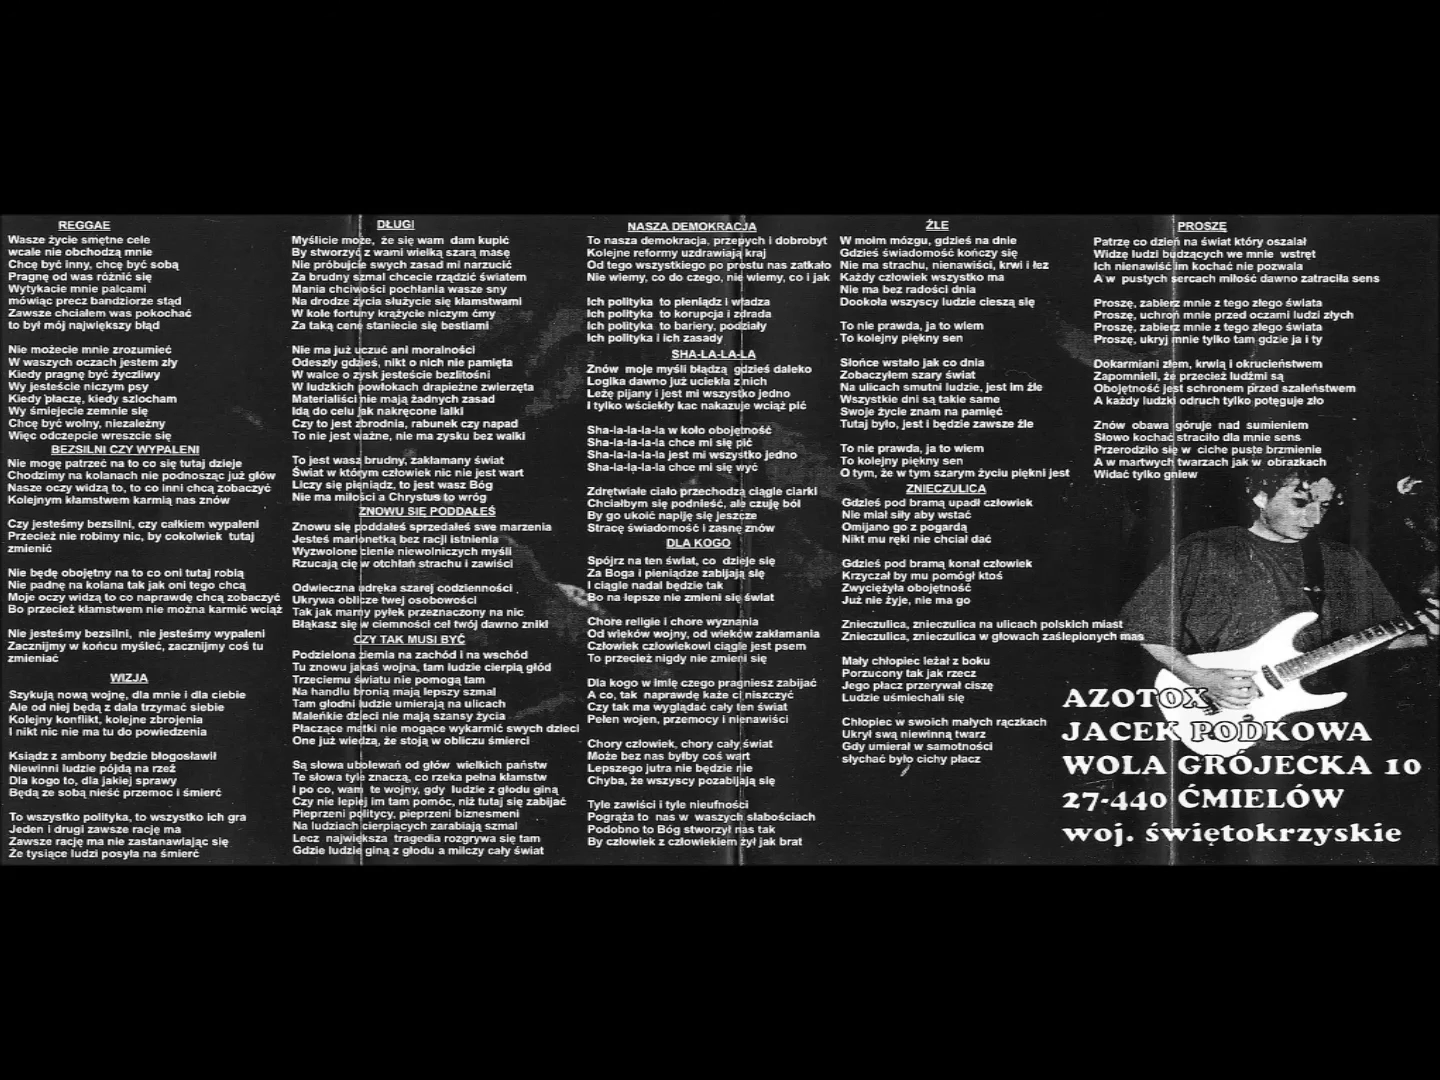 REGGAE
Wasze życie smętne całe
wcale nie obchodzą mnie
Chcę być inny, chcę być sobą
Pragnę od was różnić się
Wytykacie mnie palcami
mówiąc precz bandziorze stąd
Zawsze chciałem was pokochać
to był mój największy błąd
Nie możecie mnie zrozumieć
W waszych oczach jestem zły
Kiedy pragnę być życzliwy
Wy jesteście niczym psy
Kiedy płaczę, kiedy szlocham
Wy śmiejecie zemnie się
Chcę być wolny, niezależny
Więc odczepcie wreszcie się
BEZSILNI CZY WYPALENI
Nie mogę patrzeć na to co się tutaj dzieje
Chodzimy na kolanach nie podnosząc już głów
Nasze oczy widzą to, to co inni chcą zobaczyć
Kolejnym kłamstwem karmią nas znów
Czy jesteśmy bezsilni, czy całkiem wypaleni
Przecież nie robimy nic, by cokolwiek tutaj
zmienić
Nie będę obojętny na to co oni tutaj robią
Nie padnę na kolana tak jak oni tego chcą
Moje oczy widzą to co naprawdę chcą zobaczyć
Bo przecież kłamstwem nie można karmić wciąż
Nie jesteśmy bezsilni, nie jesteśmy wypaleni
Zacznijmy w końcu myśleć, zacznijmy coś tu
zmieniać
WIZJA
Szykują nową wojnę, dla mnie i dla ciebie
Ale od niej będą z dala trzymać siebie
Kolejny konflikt, kolejne zbrojenia
I nikt nic nie ma tu do powiedzenia
Ksiądz z ambony będzie błogosławił
Niewinni ludzie pójdą na rzeź
Dla kogo to, dla jakiej sprawy
Będą ze sobą nieść przemoc i śmierć
To wszystko polityka, to wszystko ich gra
Jeden i drugi zawsze rację ma
Zawsze rację ma nie zastanawiając się
Że tysiące ludzi posyła na śmierć
DŁUGI
Myślicie może, że się wam dam kupić
By stworzyć z wami wielką szarą masę
Nie próbujcie swych zasad mi narzucić
Za brudny szmal chcecie rządzić światem
Mania chciwości pochłania wasze sny
Na drodze życia służycie się kłamstwami
W kole fortuny krążycie niczym ćmy
W walce o zysk jesteście bezlitośni
Za taką cenę staniecie się bestiami
Nie ma już uczuć ani moralności
Odeszły gdzieś, nikt o nich nie pamięta
W ludzkich powłokach drapieżne zwierzęta
Materialiści nie mają żadnych zasad
Idą do celu jak nakręcone lalki
Czy to jest zbrodnia, rabunek czy napad
To nie jest ważne, nie ma zysku bez walki
To jest wasz brudny, zakłamany świat
Świat w którym człowiek nic nie jest wart
Liczy się pieniądz, to jest wasz Bóg
Nie ma miłości a Chrystus to wróg
ZNOWU SIĘ PODDAŁEŚ
Znowu się poddałeś sprzedałeś swe marzenia
Jesteś marionetką bez racji istnienia
Wyzwolone cienie niewolniczych myśli
Rzucają cię w otchłań strachu i zawiści
Odwieczna udręka szarej codzienności
Ukrywa oblicze twej osobowości
Tak jak marny pyłek przeznaczony na nic
Błąkasz się w ciemności cel twój dawno znikł
CZY TAK MUSI BYĆ
Podzielona ziemia na zachód i na wschód
Tu znowu jakaś wojna, tam ludzie cierpią głód
Trzeciemu światu nie pomogą tam
Na handlu bronią mają lepszy szmal
Tam głodni ludzie umierają na ulicach
Maleńkie dzieci nie mają szansy życia
Płaczące matki nie mogące wykarmić swych dzieci
One już wiedzą, że stoją w obliczu śmierci
Są słowa ubolewań od głów wielkich państw
Te słowa tyle znaczą, co rzeka pełna kłamstw
I po co, wam te wojny, gdy ludzie z głodu giną
Czy nie lepiej im tam pomóc, niż tutaj się zabijać
Pieprzeni politycy, pieprzeni biznesmeni
Na ludziach cierpiących zarabiają szmal
Lecz największa tragedia rozgrywa się tam
Gdzie ludzie giną z głodu a milczy cały świat
NASZA DEMOKRACJA
To nasza demokracja, przepych i dobrobyt
Kolejne reformy uzdrawiają kraj
Od tego wszystkiego po prostu nas zatkało
Nie wiemy, co do czego, nie wiemy, co i jak
Ich polityka to pieniądz i władza
Ich polityka to korupcja i zdrada
Ich polityka to bariery, podziały
Ich polityka i ich zasady
SHA-LA-LA-LA
Znów moje myśli błądzą gdzieś daleko
Logika dawno już uciekła z nich
Leżę pijany i jest mi wszystko jedno
I tylko wściekły kac nakazuje wciąż pić
Sha-la-la-la-la w koło obojętność
Sha-la-la-la-la chce mi się pić
Sha-la-la-la-la jest mi wszystko jedno
Sha-la-la-la-la chce mi się wyć
Zdrętwiałe ciało przechodzą ciągle ciarki
Chciałbym się podnieść, ale czuję ból
By go ukoić napiję się jeszcze
Stracę świadomość i zasnę znów
DLA KOGO
Spójrz na ten świat, co dzieje się
Za Boga i pieniądze zabijają się
I ciągle nadal będzie tak
Bo na lepsze nie zmieni się świat
Chore religie i chore wyznania
Od wieków wojny, od wieków zakłamania
Człowiek człowiekowi ciągle jest psem
To przecież nigdy nie zmieni się
Dla kogo w imię czego pragniesz zabijać
A co, tak naprawdę każe ci niszczyć
Czy tak ma wyglądać cały ten świat
Pełen wojen, przemocy i nienawiści
Chory człowiek, chory cały świat
Może bez nas byłby coś wart
Lepszego jutra nie będzie nie
Chyba, że wszyscy pozabijają się
Tyle zawiści i tyle nieufności
Pogrąża to nas w waszych słabościach
Podobno to Bóg stworzył nas tak
By człowiek z człowiekiem żył jak brat
ŹLE
W moim mózgu, gdzieś na dnie
Gdzieś świadomość kończy się
Nie ma strachu, nienawiści, krwi i łez
Każdy człowiek wszystko ma
Nie ma bez radości dnia
Dookoła wszyscy ludzie cieszą się
To nie prawda, ja to wiem
To kolejny piękny sen
Słońce wstało jak co dnia
Zobaczyłem szary świat
Na ulicach smutni ludzie, jest im źle
Wszystkie dni są takie same
Swoje życie znam na pamięć
Tutaj było, jest i będzie zawsze źle
To nie prawda, ja to wiem
To kolejny piękny sen
O tym, że w tym szarym życiu piękni jest
ZNIECZULICA
Gdzieś pod bramą upadł człowiek
Nie miał siły aby wstać
Omijano go z pogardą
Nikt mu ręki nie chciał dać
Gdzieś pod bramą konał człowiek
Krzyczał by mu pomógł ktoś
Zwyciężyła obojętność
Już nie żyje, nie ma go
Znieczulica, znieczulica na ulicach polskich miast
Znieczulica, znieczulica w głowach zaślepionych mas
Mały chłopiec leżał z boku
Porzucony tak jak rzecz
Jego płacz przerywał ciszę
Ludzie uśmiechali się
Chłopiec w swoich małych rączkach
Ukrył swą niewinną twarz
Gdy umierał w samotności
słychać było cichy płacz
PROSZĘ
Patrzę co dzień na świat który oszalał
Widzę ludzi budzących we mnie wstręt
Ich nienawiść im kochać nie pozwala
A w pustych sercach miłość dawno zatraciła sens
Proszę, zabierz mnie z tego złego świata
Proszę, uchroń mnie przed oczami ludzi złych
Proszę, zabierz mnie z tego złego świata
Proszę, ukryj mnie tylko tam gdzie ja i ty
Dokarmiani złem, krwią i okrucieństwem
Zapomnieli, że przecież ludźmi są
Obojętność jest schronem przed szaleństwem
A każdy ludzki odruch tylko potęguje zło
Znów obawa góruje nad sumieniem
Słowo kochać straciło dla mnie sens
Przerodziło się w ciche puste brzmienie
A w martwych twarzach jak w obrazkach
Widać tylko gniew
AZOTOX
JACEK PODKOWA
WOLA GRÓJECKA 10
27-440 ĆMIELÓW
woj. świętokrzyskie